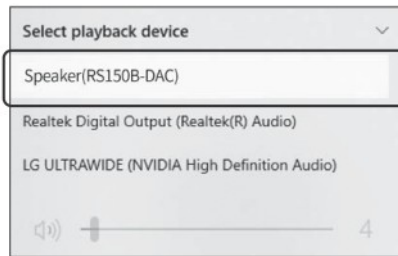 Select playback device
Speaker(RS150B-DAC)
Realtek Digital Output (Realtek(R) Audio)
LG ULTRAWIDE (NVIDIA High Definition Audio)
4